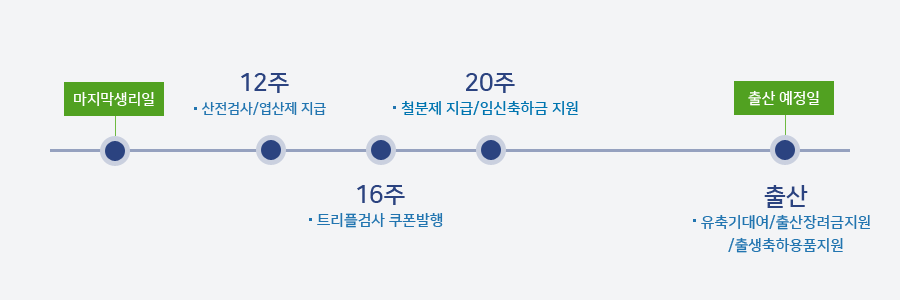 마지막생리일
12주
· 산전검사/엽산제 지급
16주
· 트리플검사 쿠폰발행
20주
· 철분제 지급/임신축하금 지원
출산 예정일
출산
· 유축기대여/출산장려금지원
/출생축하용품지원